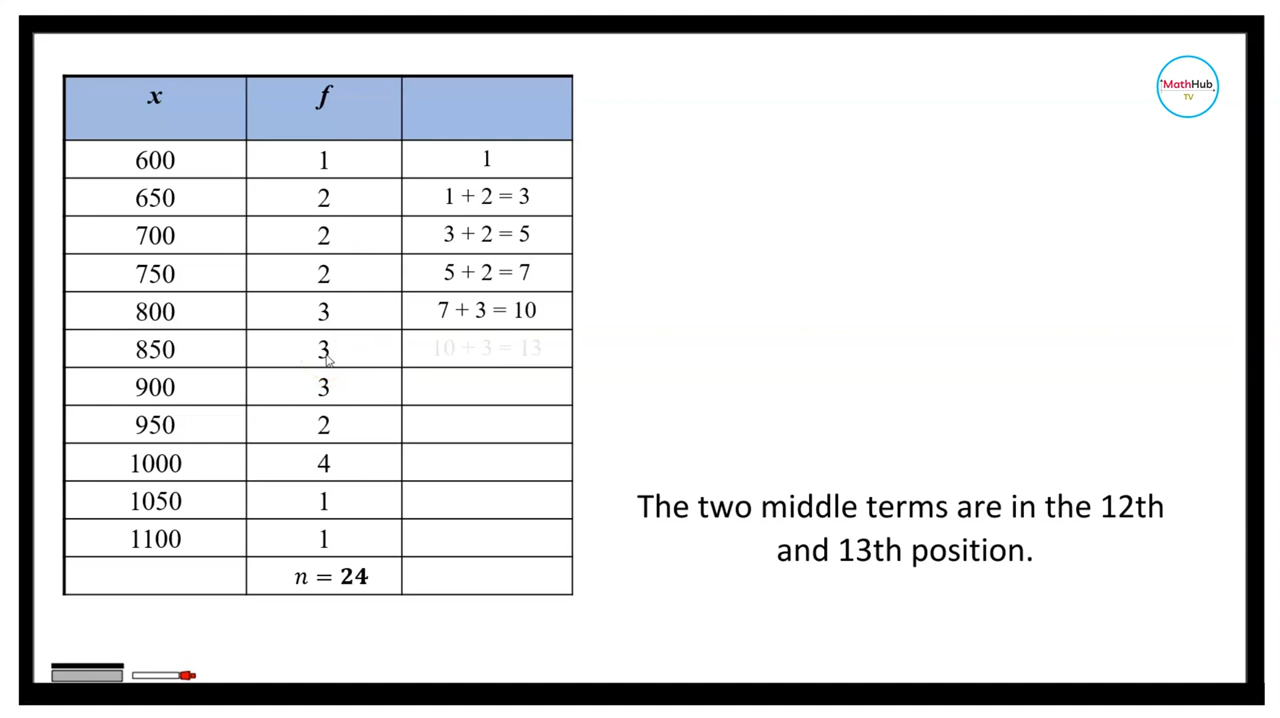 MathHub
TV
x f
600 1 1
650 2 1 + 2 = 3
700 2 3 + 2 = 5
750 2 5 + 2 = 7
800 3 7 + 3 = 10
850 3 10 + 3 = 13
900 3
950 2
1000 4
1050 1
1100 1
n = 24
The two middle terms are in the 12th
and 13th position.